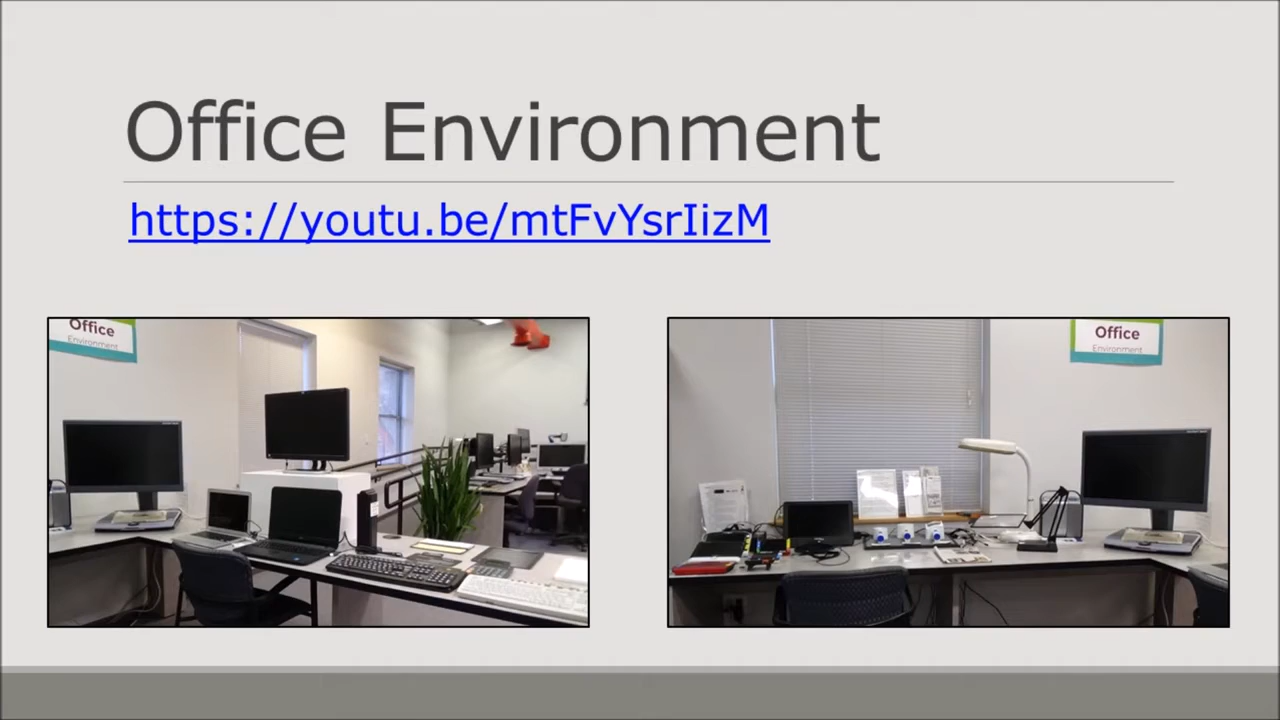 Office Environment
https://youtu.be/mtFvYsrIizM
Office
Environment
Office
Environment